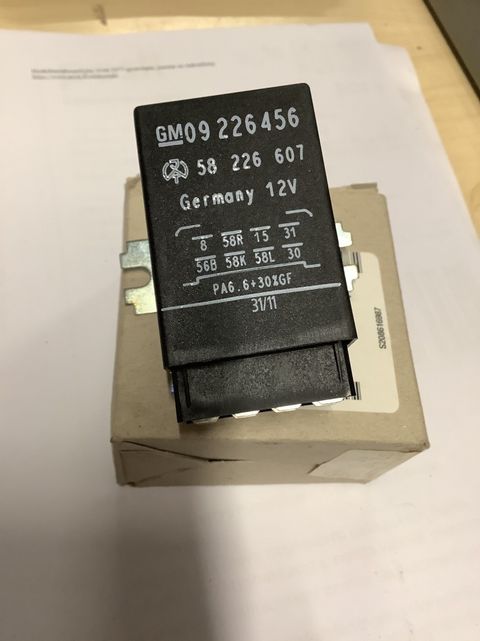 GM 09 226456
58 226 607
Germany 12V
8 58R 15 31
56B 58K 58L 30
PA6.6+30%GF
31/11
S208616987